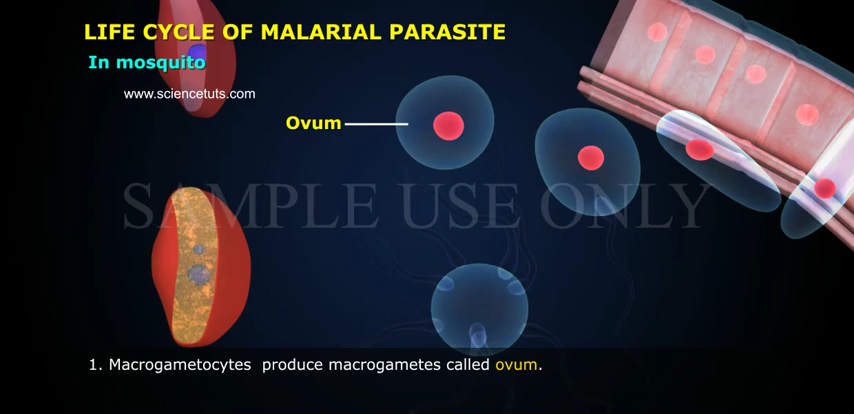 LIFE CYCLE OF MALARIAL PARASITE
In mosquito
www.sciencetuts.com
Ovum
SAMPLE USE ONLY
1. Macrogametocytes produce macrogametes called ovum.